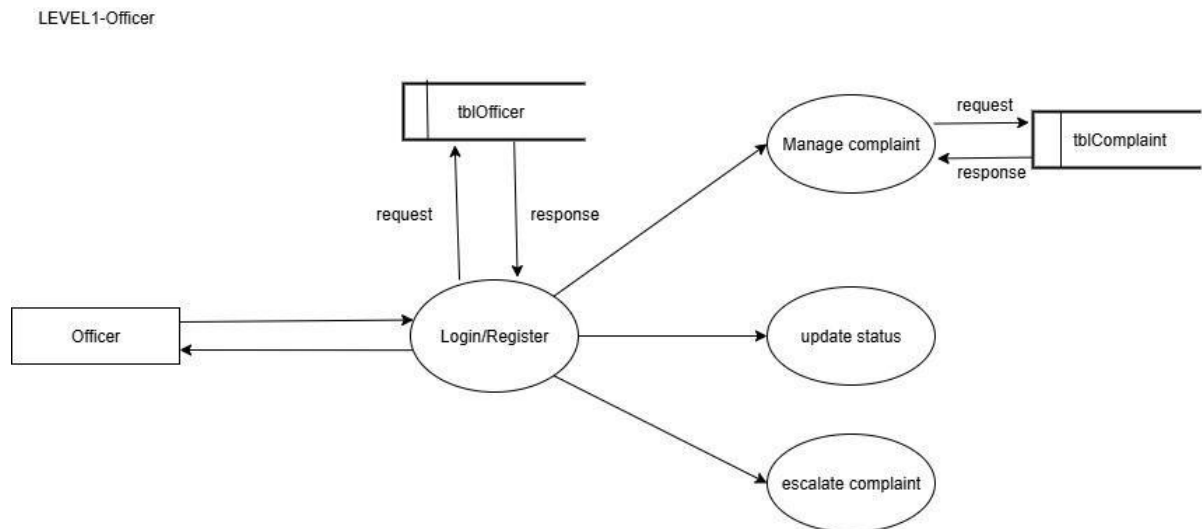 LEVEL1-Officer
tblOfficer
request
Manage complaint
tblComplaint
response
request
response
Officer
Login/Register
update status
escalate complaint